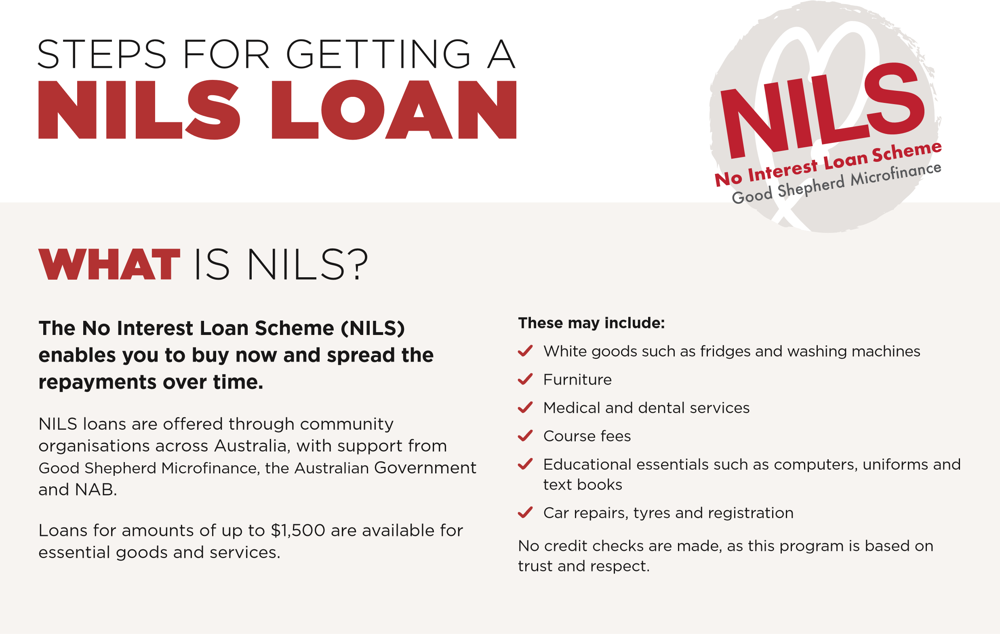 STEPS FOR GETTING A
NILS LOAN
NILS
No Interest Loan Scheme
Good Shepherd Microfinance
WHAT IS NILS?
The No Interest Loan Scheme (NILS)
enables you to buy now and spread the
repayments over time.
NILS loans are offered through community
organisations across Australia, with support from
Good Shepherd Microfinance, the Australian Government
and NAB.
Loans for amounts of up to $1,500 are available for
essential goods and services.
These may include:
White goods such as fridges and washing machines
Furniture
Medical and dental services
Course fees
Educational essentials such as computers, uniforms and
text books
Car repairs, tyres and registration
No credit checks are made, as this program is based on
trust and respect.